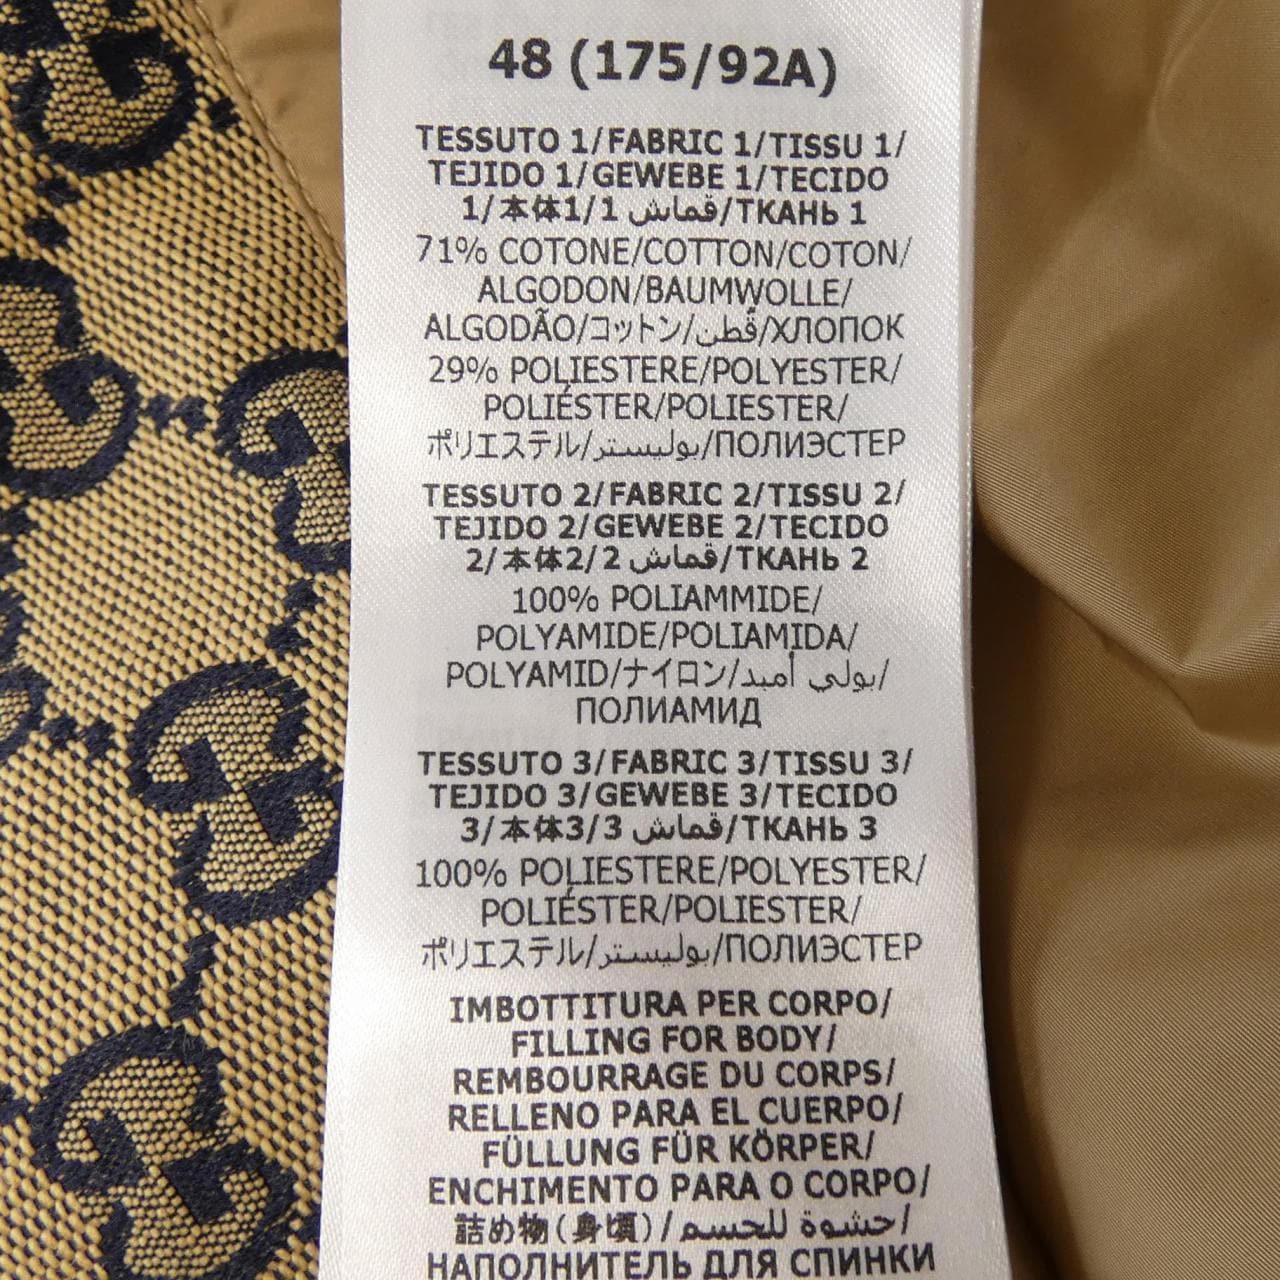 48 (175/92A)
TESSUTO 1/FABRIC 1/TISSU 1/
TEJIDO 1/GEWEBE 1/TECIDO
1/本体1/1 قماش/ТКАНЬ 1
71% COTONE/COTTON/COTON/
ALGODON/BAUMWOLLE/
ALGODÃO/コットン/قطن/ХЛОПОК
29% POLIESTERE/POLYESTER/
POLIÉSTER/POLIESTER/
ポリエステル/بوليستر/ПОЛИЭСТЕР
TESSUTO 2/FABRIC 2/TISSU 2/
TEJIDO 2/GEWEBE 2/TECIDO
2/本体2/2 قماش/ТКАНЬ 2
100% POLIAMMIDE/
POLYAMIDE/POLIAMIDA/
POLYAMID/ナイロン/بولي أميد/
ПОЛИАМИД
TESSUTO 3/FABRIC 3/TISSU 3/
TEJIDO 3/GEWEBE 3/TECIDO
3/本体3/3 قماش/ТКАНЬ 3
100% POLIESTERE/POLYESTER/
POLIÉSTER/POLIESTER/
ポリエステル/بوليستر/ПОЛИЭСТЕР
IMBOTTITURA PER CORPO/
FILLING FOR BODY/
REMBOURRAGE DU CORPS/
RELLENO PARA EL CUERPO/
FÜLLUNG FÜR KÖRPER/
ENCHIMENTO PARA O CORPO/
詰め物(身頃)/حشوة للجسم/
НАПОЛНИТЕЛЬ ДЛЯ СПИНКИ